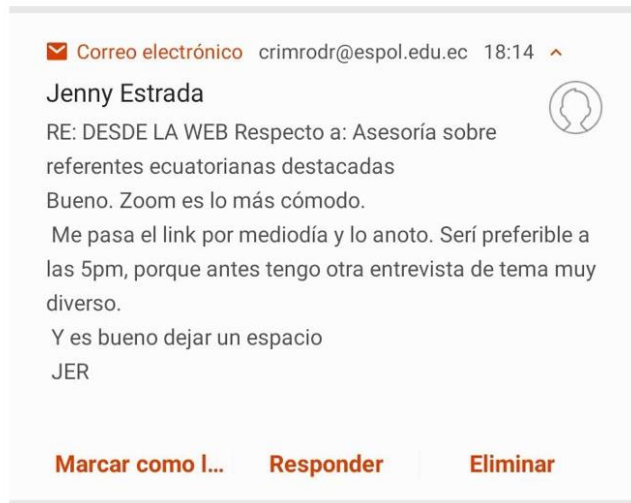 Correo electrónico crimrodr@espol.edu.ec 18:14
Jenny Estrada
RE: DESDE LA WEB Respecto a: Asesoría sobre
referentes ecuatorianas destacadas
Bueno. Zoom es lo más cómodo.
Me pasa el link por mediodía y lo anoto. Serí preferible a
las 5pm, porque antes tengo otra entrevista de tema muy
diverso.
Y es bueno dejar un espacio
JER
Marcar como l... Responder Eliminar